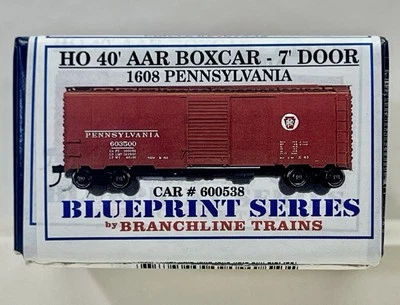 HO 40' AAR BOXCAR - 7' DOOR
1608 PENNSYLVANIA
PENNSYLVANIA
603500
CAR # 600538
BLUEPRINT SERIES
by BRANCHLINE TRAINS